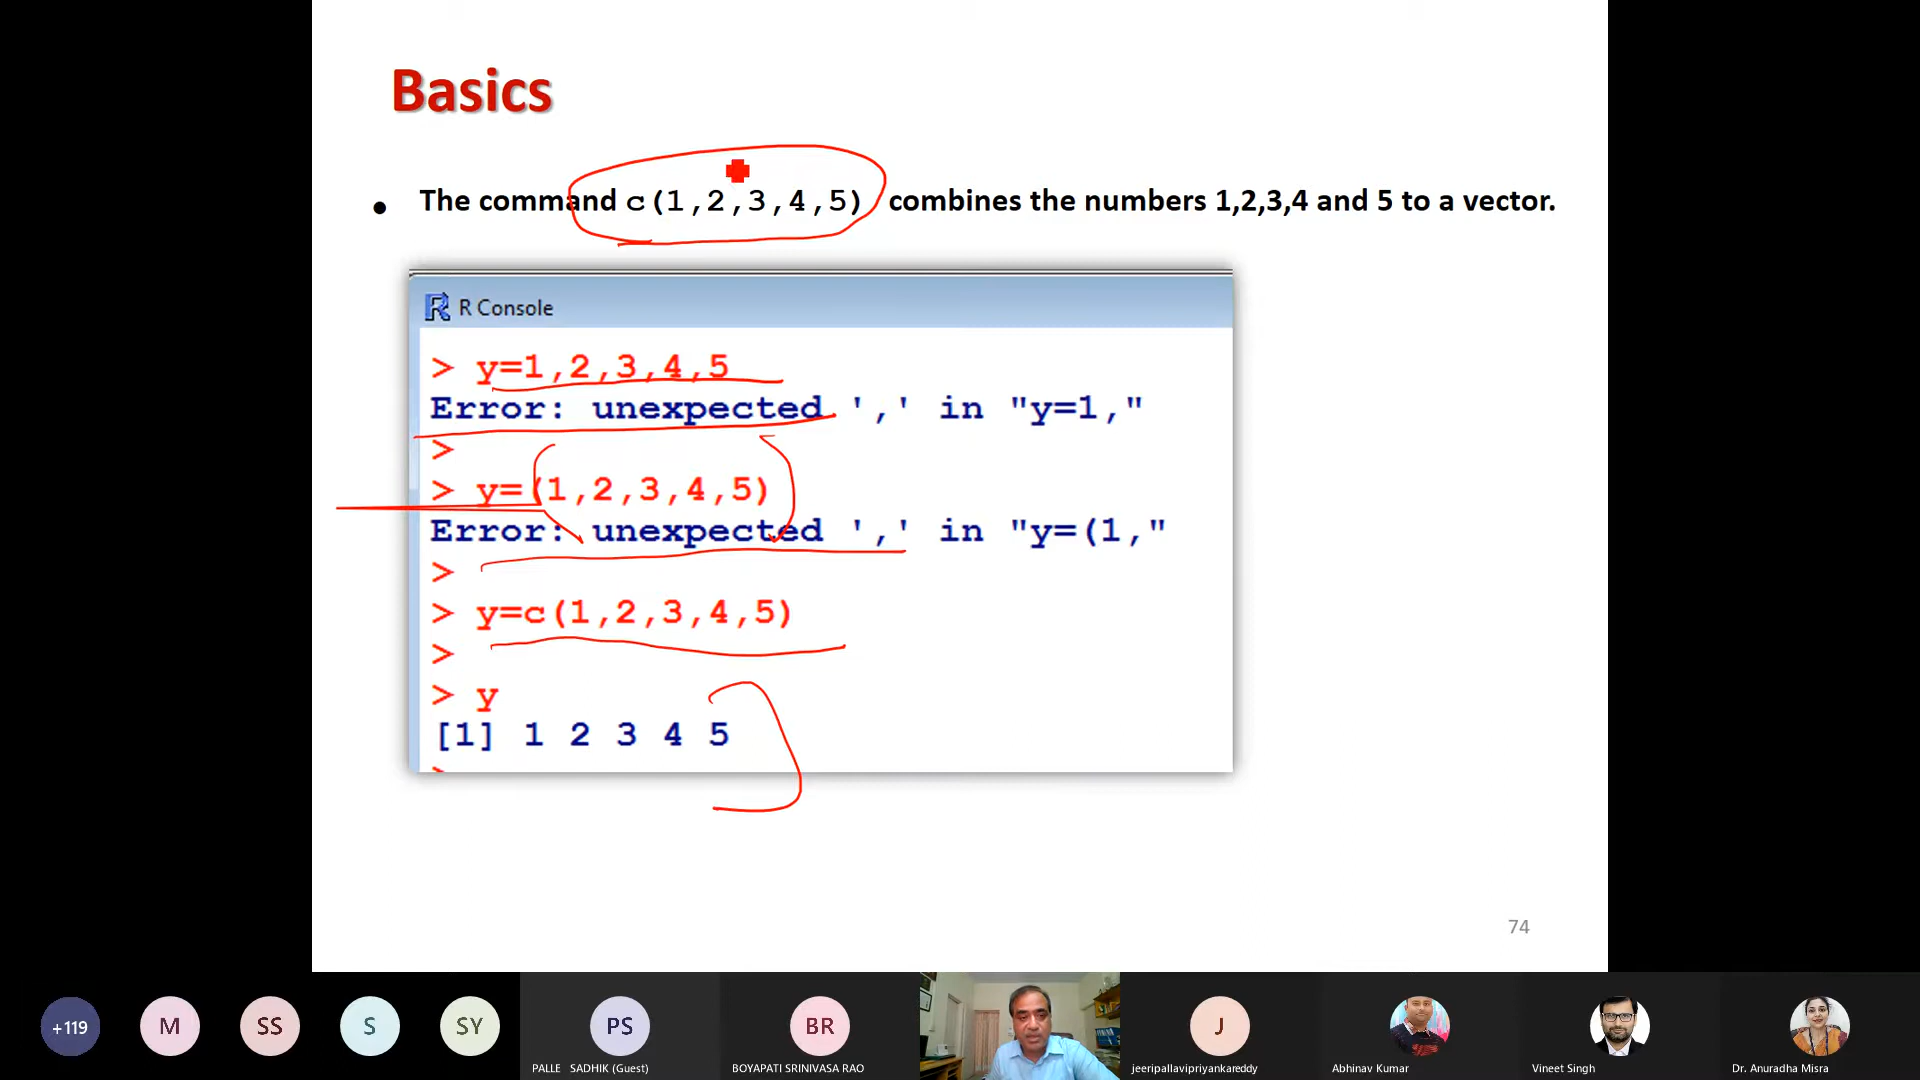 Basics
• The command c(1,2,3,4,5) combines the numbers 1,2,3,4 and 5 to a vector.
R Console
> y=1,2,3,4,5
Error: unexpected ',' in "y=1,"
>
> y=(1,2,3,4,5)
Error: unexpected ',' in "y=(1,"
>
> y=c(1,2,3,4,5)
>
> y
[1] 1 2 3 4 5
74
+119 M SS S SY PS BR J
PALLE SADHIK (Guest) BOYAPATI SRINIVASA RAO jeeripallavipriyankareddy Abhinav Kumar Vineet Singh Dr. Anuradha Misra